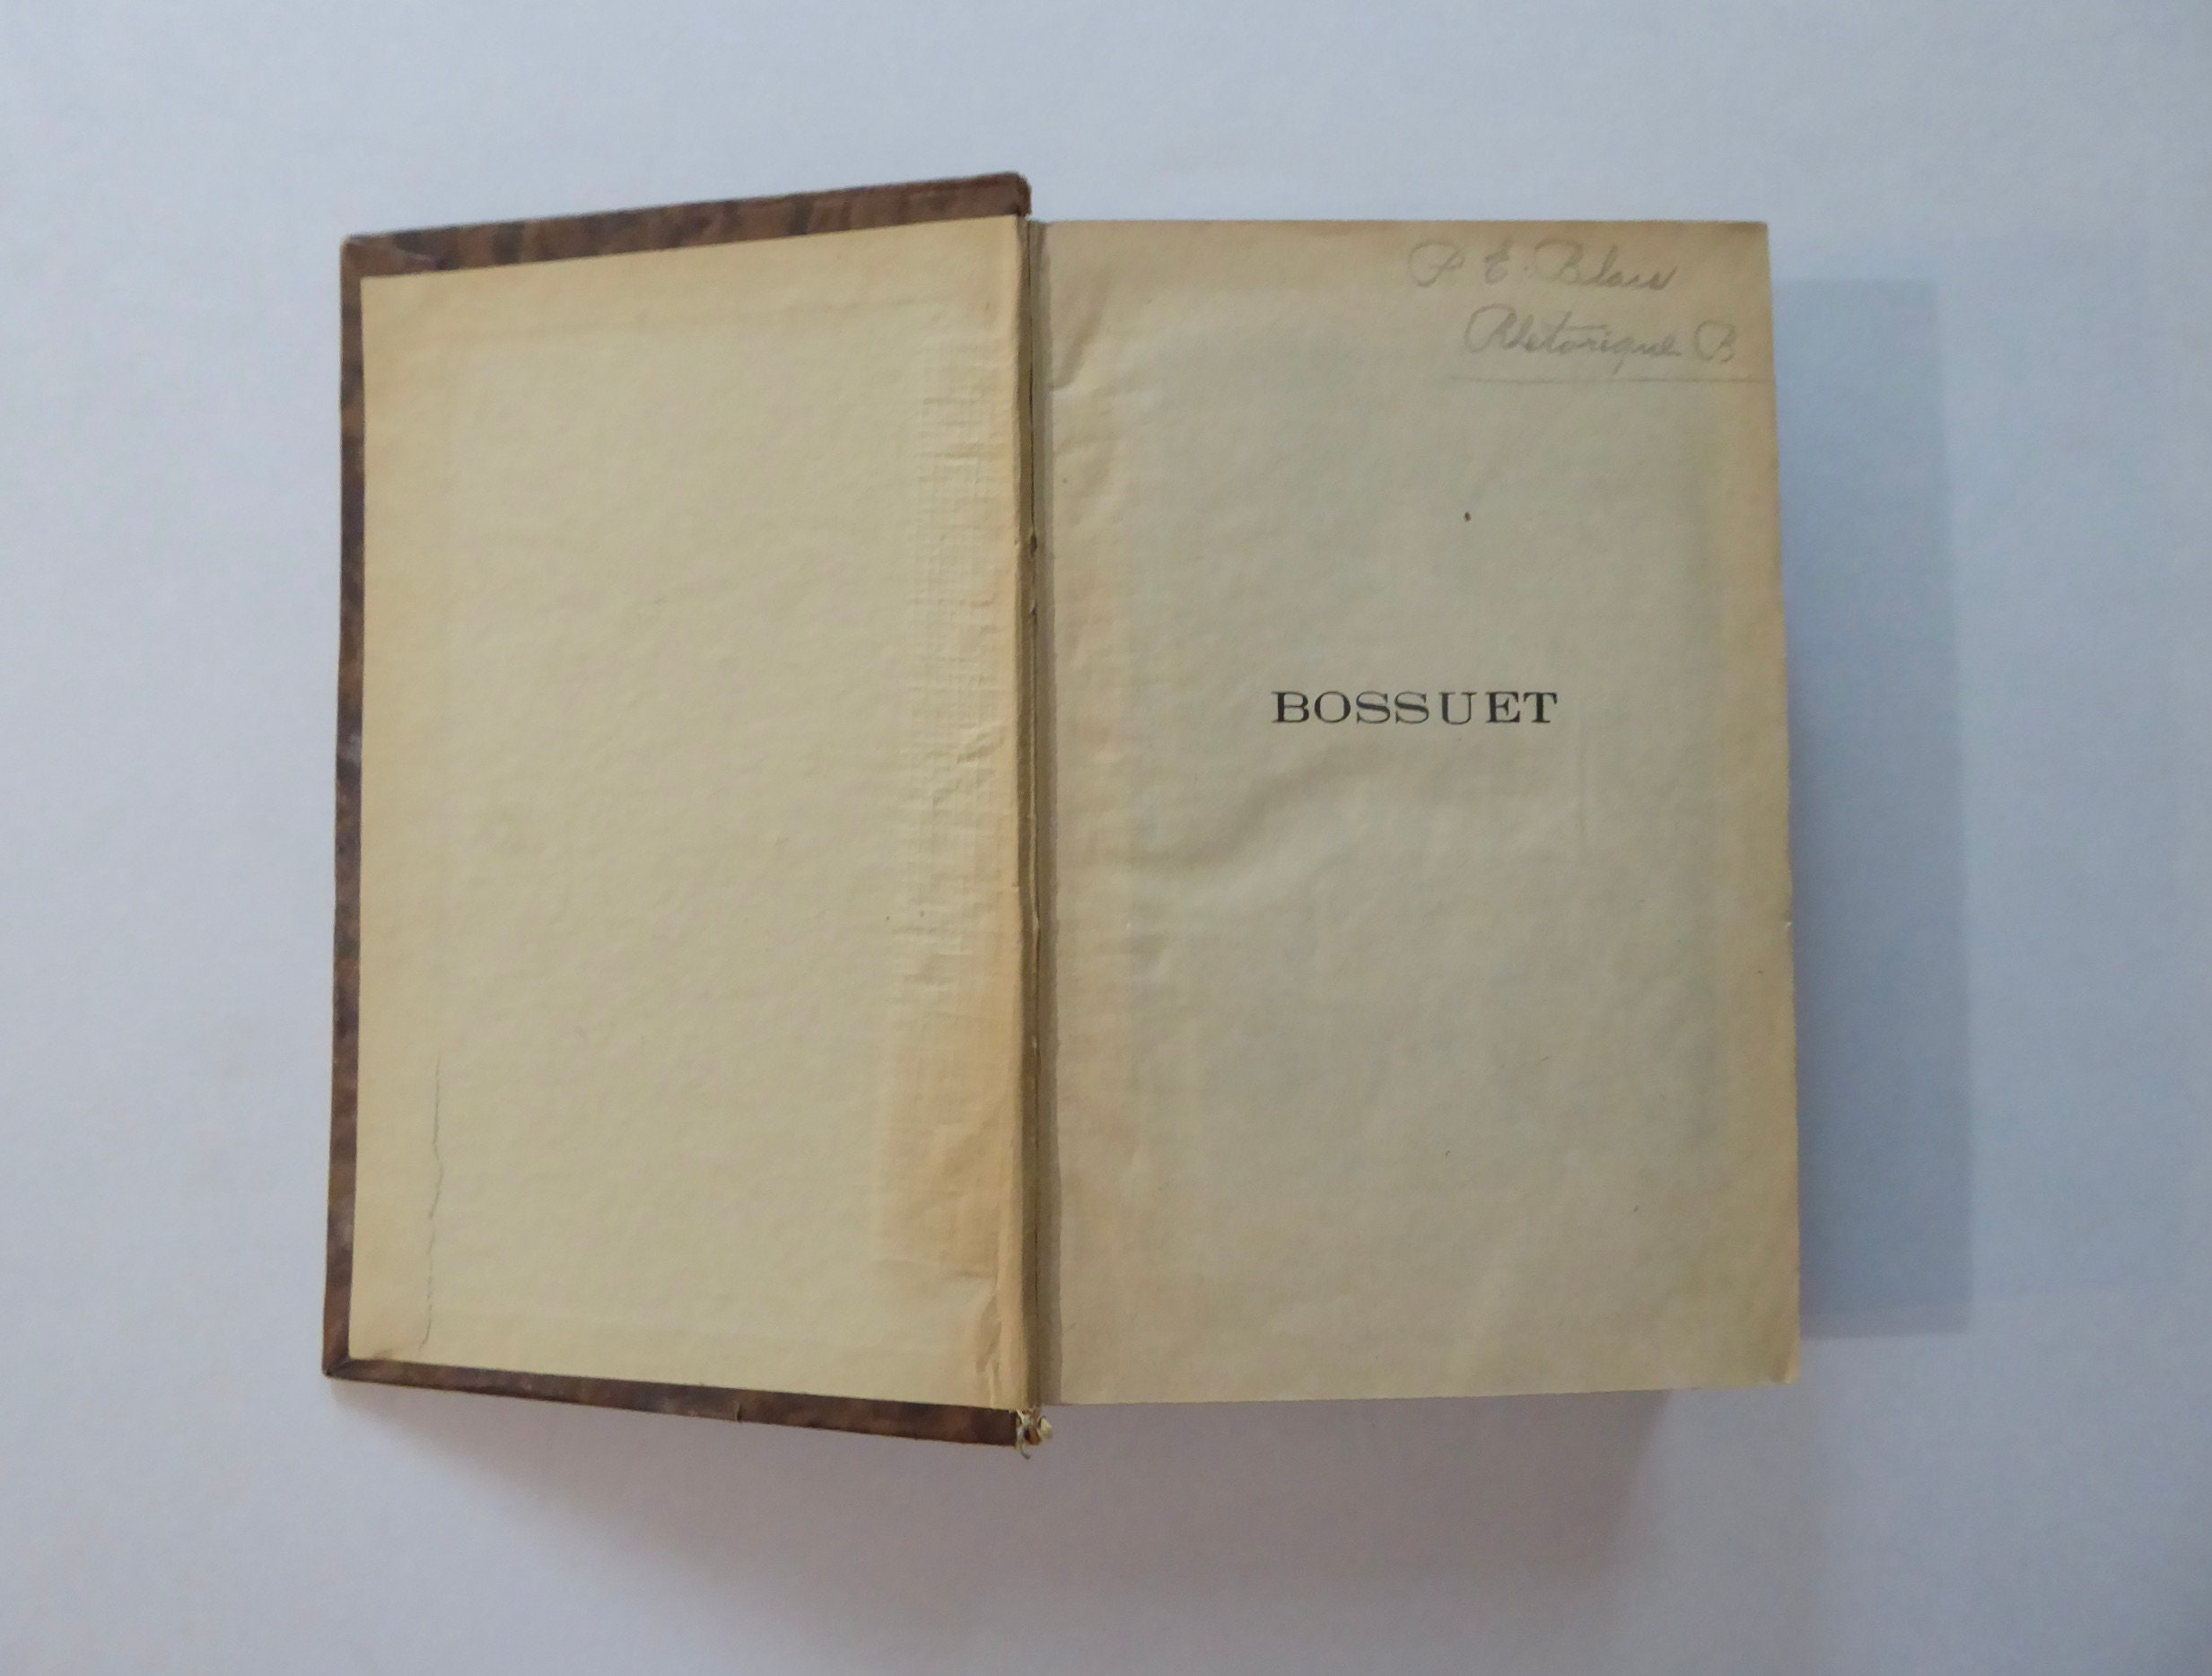 P E. Blais
Rhétorique B
BOSSUET